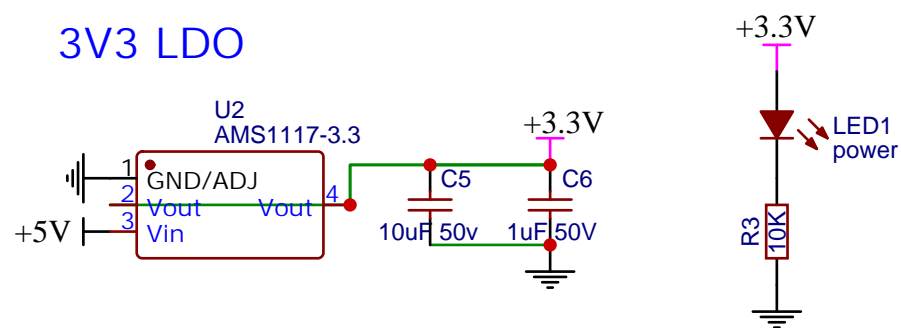 3V3 LDO
U2
AMS1117-3.3
1
GND/ADJ
2
Vout
Vout
4
3
Vin
+5V
+3.3V
C5
C6
10uF 50v
1uF 50V
+3.3V
LED1
power
R3
10K